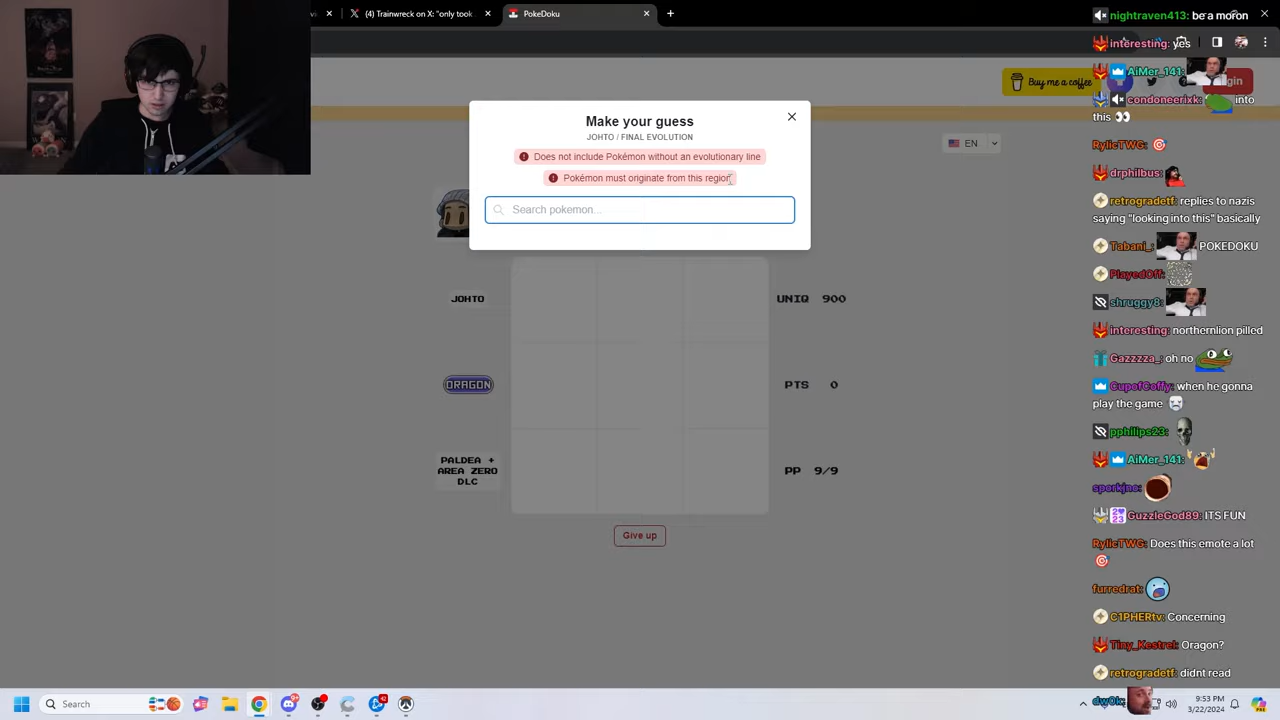 (4) Trainwreck on X: "only took
PokeDoku
Buy me a coffee
Make your guess
JOHTO / FINAL EVOLUTION
Does not include Pokémon without an evolutionary line
Pokémon must originate from this region
Search pokemon...
EN
JOHTO
UNIQ 900
DRAGON
PTS 0
PALDEA +
AREA ZERO
DLC
PP 9/9
Give up
nightraven413: be a moron
interesting: yes
AiMer_141:
condoneerixk: into
this
RylicTWG:
drphilbus:
retrogradetf: replies to nazis
saying "looking into this" basically
Tabani_: POKEDOKU
PlayedOff:
shruggy8:
interesting: northernlion pilled
Gazzzza_: oh no
CupofCoffy: when he gonna
play the game
pphilips23:
AiMer_141:
sporkjno:
GuzzleGod89: ITS FUN
RylicTWG: Does this emote a lot
furredrat:
C1PHERtv: Concerning
Tiny_Kestrel: Oragon?
retrogradetf: didnt read
dw0k:
Search
9:53 PM
3/22/2024